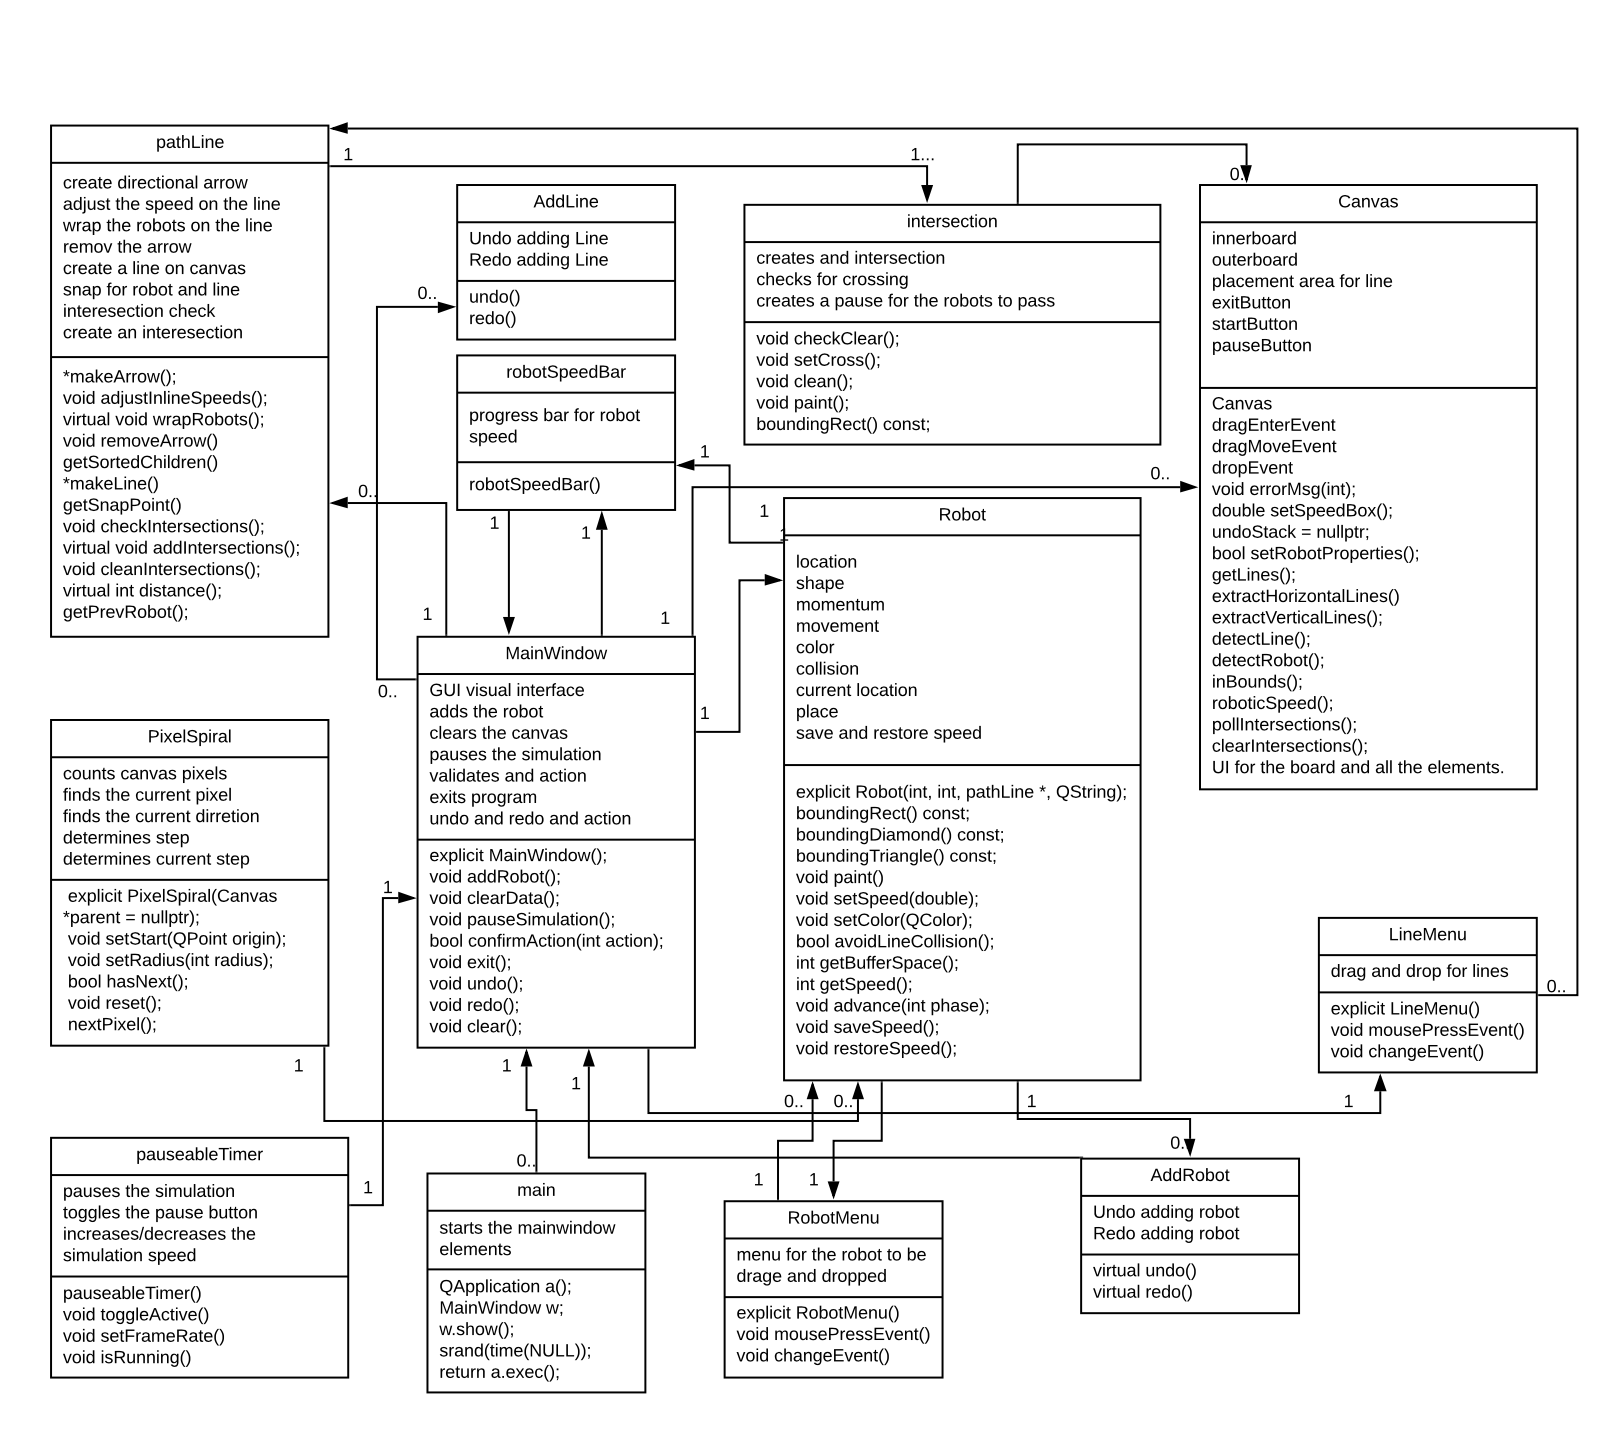 pathLine
create directional arrow
adjust the speed on the line
wrap the robots on the line
remov the arrow
create a line on canvas
snap for robot and line
interesection check
create an interesection
*makeArrow();
void adjustInlineSpeeds();
virtual void wrapRobots();
void removeArrow()
getSortedChildren()
*makeLine()
getSnapPoint()
void checkIntersections();
virtual void addIntersections();
void cleanIntersections();
virtual int distance();
getPrevRobot();
1
1...
AddLine
Undo adding Line
Redo adding Line
undo()
redo()
0..
robotSpeedBar
progress bar for robot
speed
robotSpeedBar()
0..
1
1
1
intersection
creates and intersection
checks for crossing
creates a pause for the robots to pass
void checkClear();
void setCross();
void clean();
void paint();
boundingRect() const;
0..
Canvas
innerboard
outerboard
placement area for line
exitButton
startButton
pauseButton
Canvas
dragEnterEvent
dragMoveEvent
dropEvent
void errorMsg(int);
double setSpeedBox();
undoStack = nullptr;
bool setRobotProperties();
getLines();
extractHorizontalLines()
extractVerticalLines();
detectLine();
detectRobot();
inBounds();
roboticSpeed();
pollIntersections();
clearIntersections();
UI for the board and all the elements.
1
0..
1
1
Robot
location
shape
momentum
movement
color
collision
current location
place
save and restore speed
explicit Robot(int, int, pathLine *, QString);
boundingRect() const;
boundingDiamond() const;
boundingTriangle() const;
void paint()
void setSpeed(double);
void setColor(QColor);
bool avoidLineCollision();
int getBufferSpace();
int getSpeed();
void advance(int phase);
void saveSpeed();
void restoreSpeed();
1
0..
MainWindow
GUI visual interface
adds the robot
clears the canvas
pauses the simulation
validates and action
exits program
undo and redo and action
explicit MainWindow();
void addRobot();
void clearData();
void pauseSimulation();
bool confirmAction(int action);
void exit();
void undo();
void redo();
void clear();
1
1
PixelSpiral
counts canvas pixels
finds the current pixel
finds the current dirretion
determines step
determines current step
explicit PixelSpiral(Canvas
*parent = nullptr);
void setStart(QPoint origin);
void setRadius(int radius);
bool hasNext();
void reset();
nextPixel();
1
LineMenu
drag and drop for lines
explicit LineMenu()
void mousePressEvent()
void changeEvent()
0..
1
1
0..
0..
1
1
pauseableTimer
pauses the simulation
toggles the pause button
increases/decreases the
simulation speed
pauseableTimer()
void toggleActive()
void setFrameRate()
void isRunning()
1
0..
main
starts the mainwindow
elements
QApplication a();
MainWindow w;
w.show();
srand(time(NULL));
return a.exec();
1
1
RobotMenu
menu for the robot to be
drage and dropped
explicit RobotMenu()
void mousePressEvent()
void changeEvent()
0..
AddRobot
Undo adding robot
Redo adding robot
virtual undo()
virtual redo()